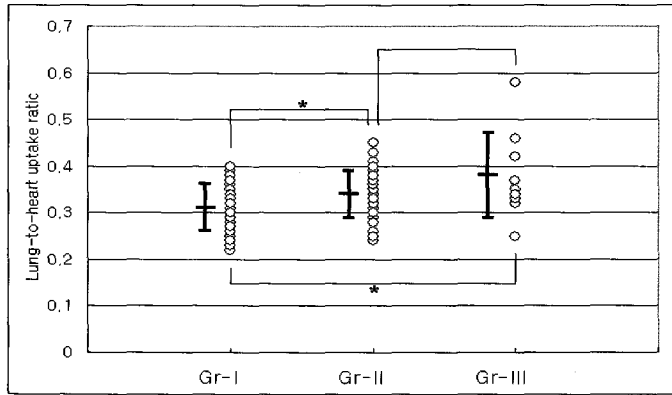 Lung-to-heart uptake ratic
0,7
0,6
0,5
0,4
0,3
0,2
0,1
0
*
*
Gr-I
Gr-II
Gr-III